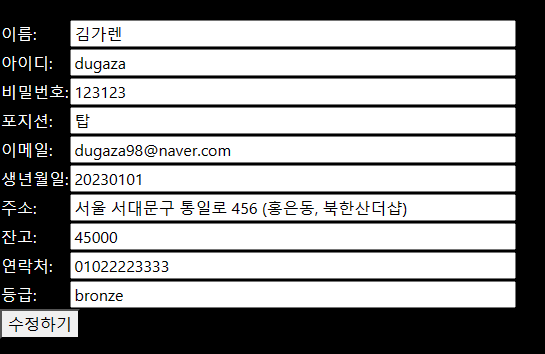 이름: 김가렌
아이디: dugaza
비밀번호: 123123
포지션: 탑
이메일: dugaza98@naver.com
생년월일: 20230101
주소: 서울 서대문구 통일로 456 (홍은동, 북한산더샵)
잔고: 45000
연락처: 01022223333
등급: bronze
수정하기